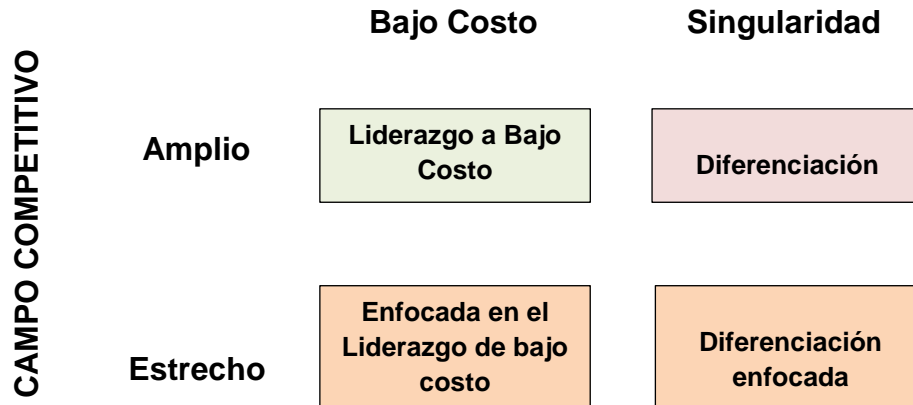 Bajo Costo
Singularidad
CAMPO COMPETITIVO
Amplio
Liderazgo a Bajo
Costo
Diferenciación
Estrecho
Enfocada en el
Liderazgo de bajo
costo
Diferenciación
enfocada